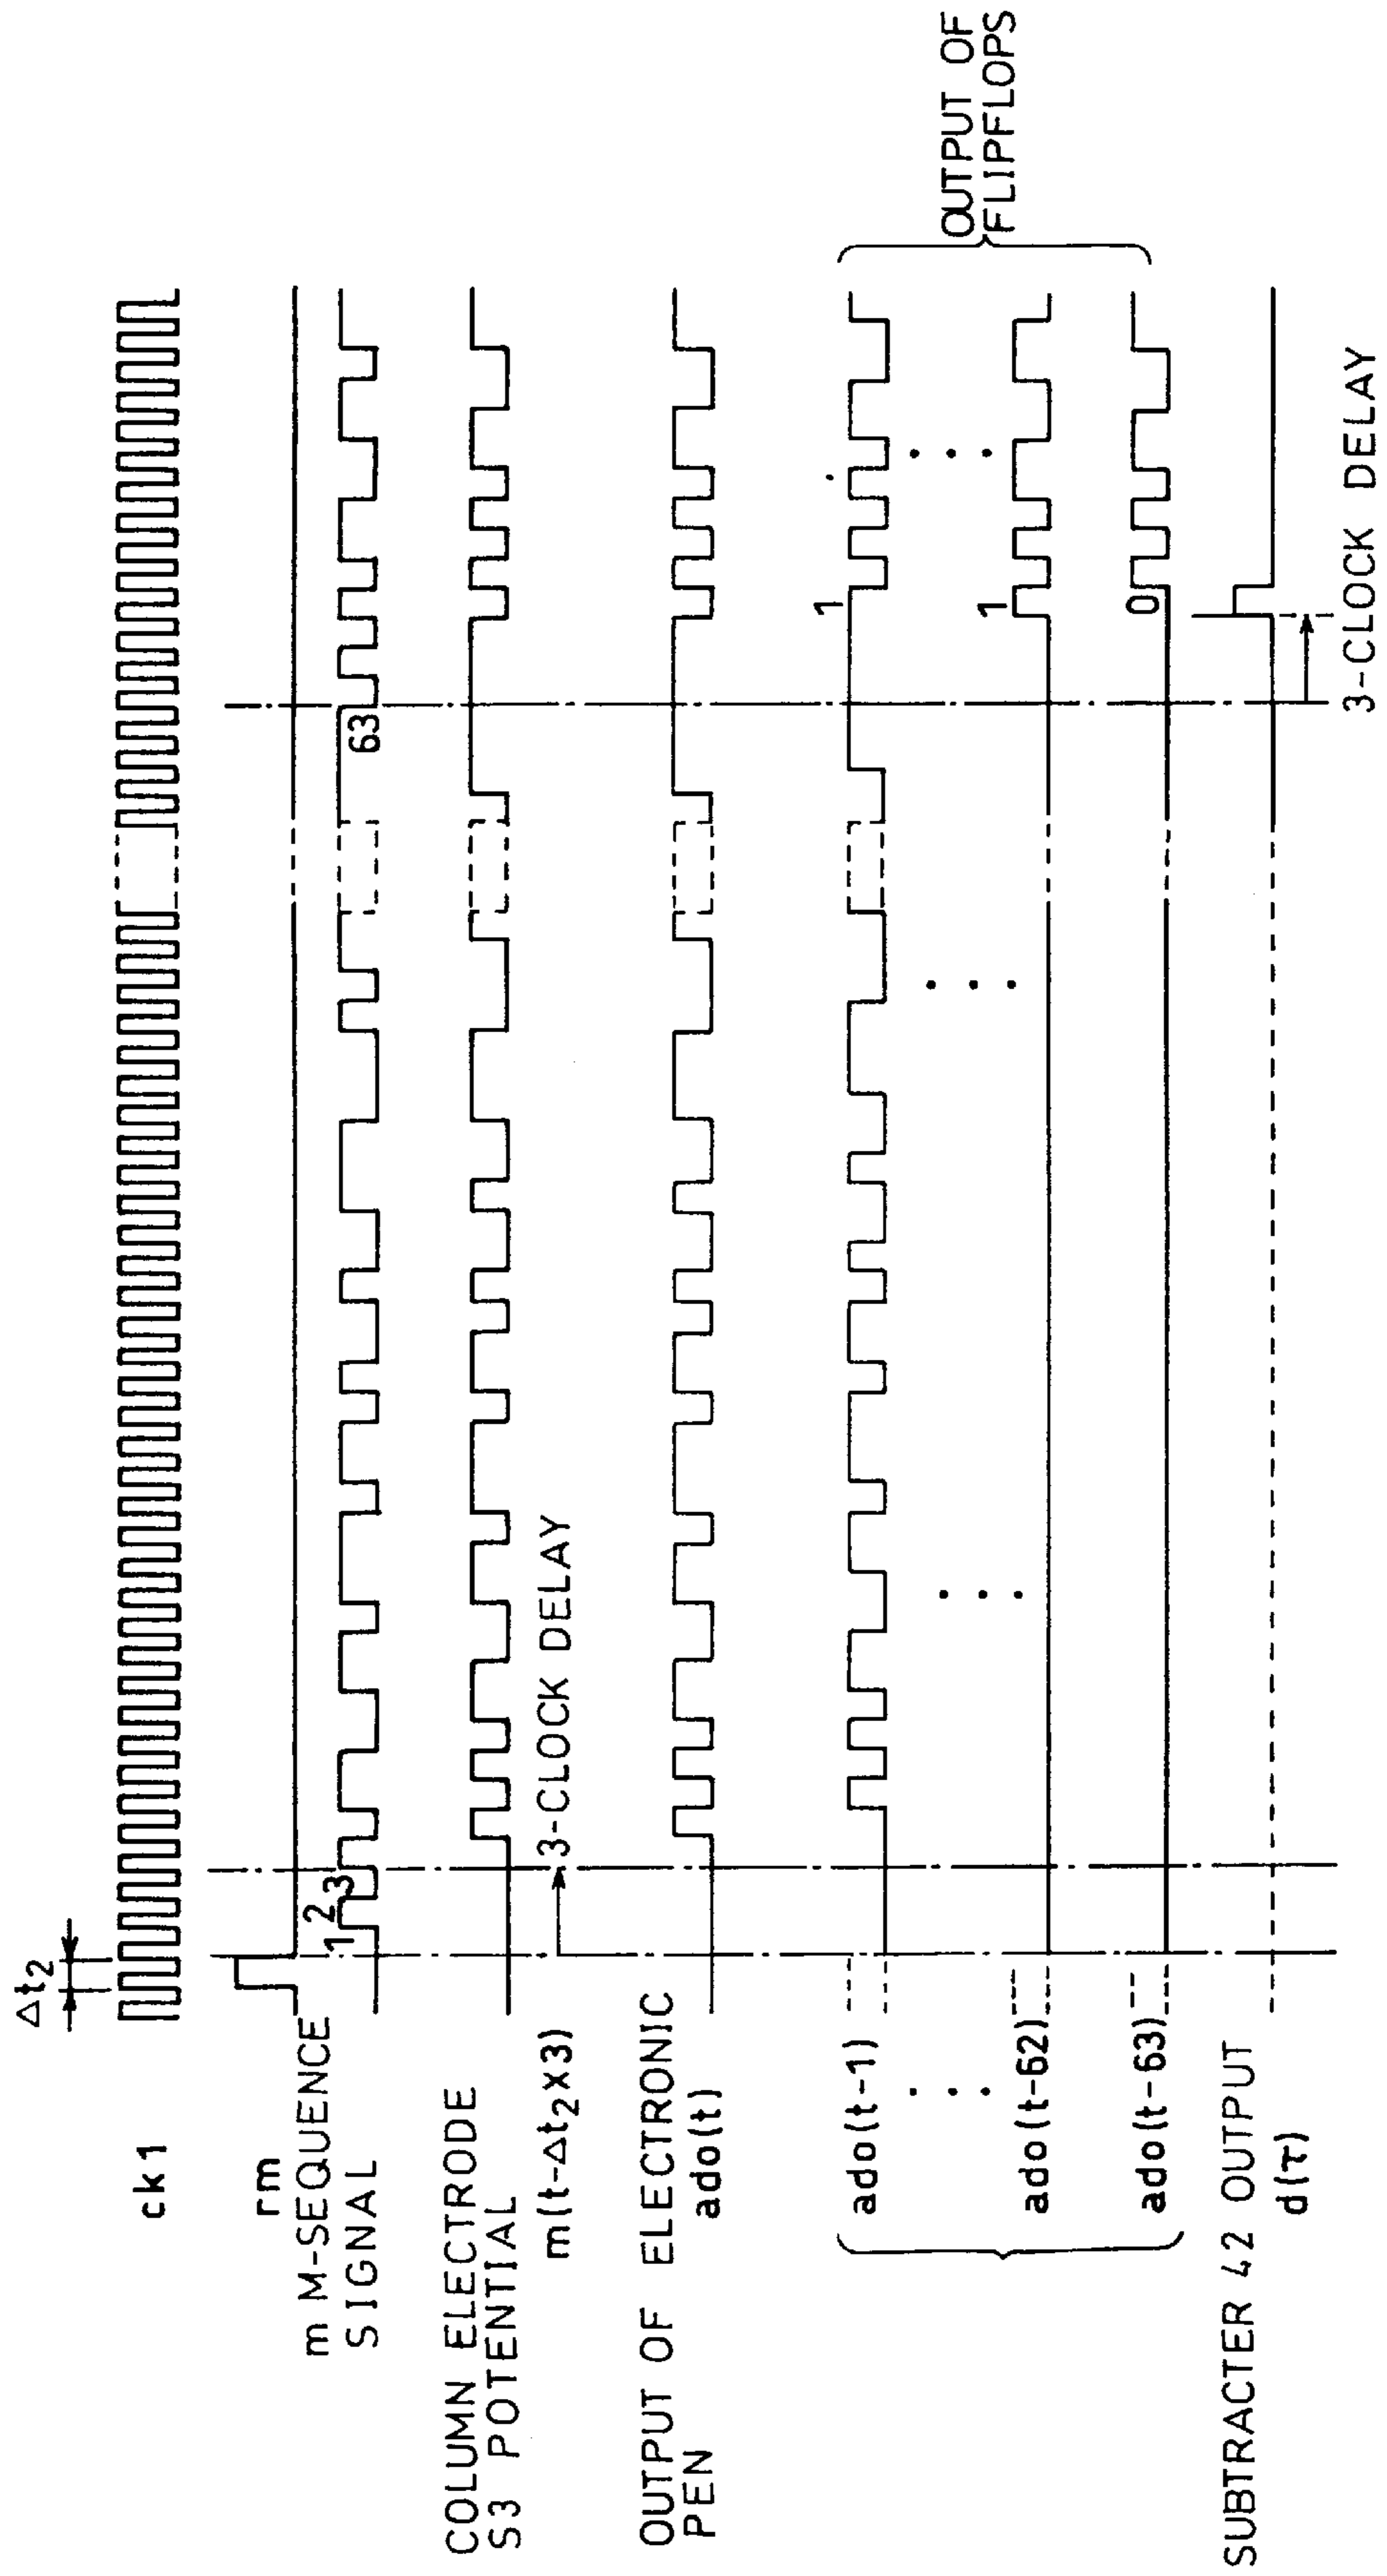 Δt2
ck1
rm
m M-SEQUENCE
SIGNAL
1 2 3
63
COLUMN ELECTRODE
S3 POTENTIAL
m(t-Δt2x3)
3-CLOCK DELAY
OUTPUT OF ELECTRONIC
PEN ado(t)
ado(t-1)
1
ado(t-62)
1
ado(t-63)
0
OUTPUT OF
FLIPFLOPS
SUBTRACTER 42 OUTPUT
d(τ)
3-CLOCK DELAY